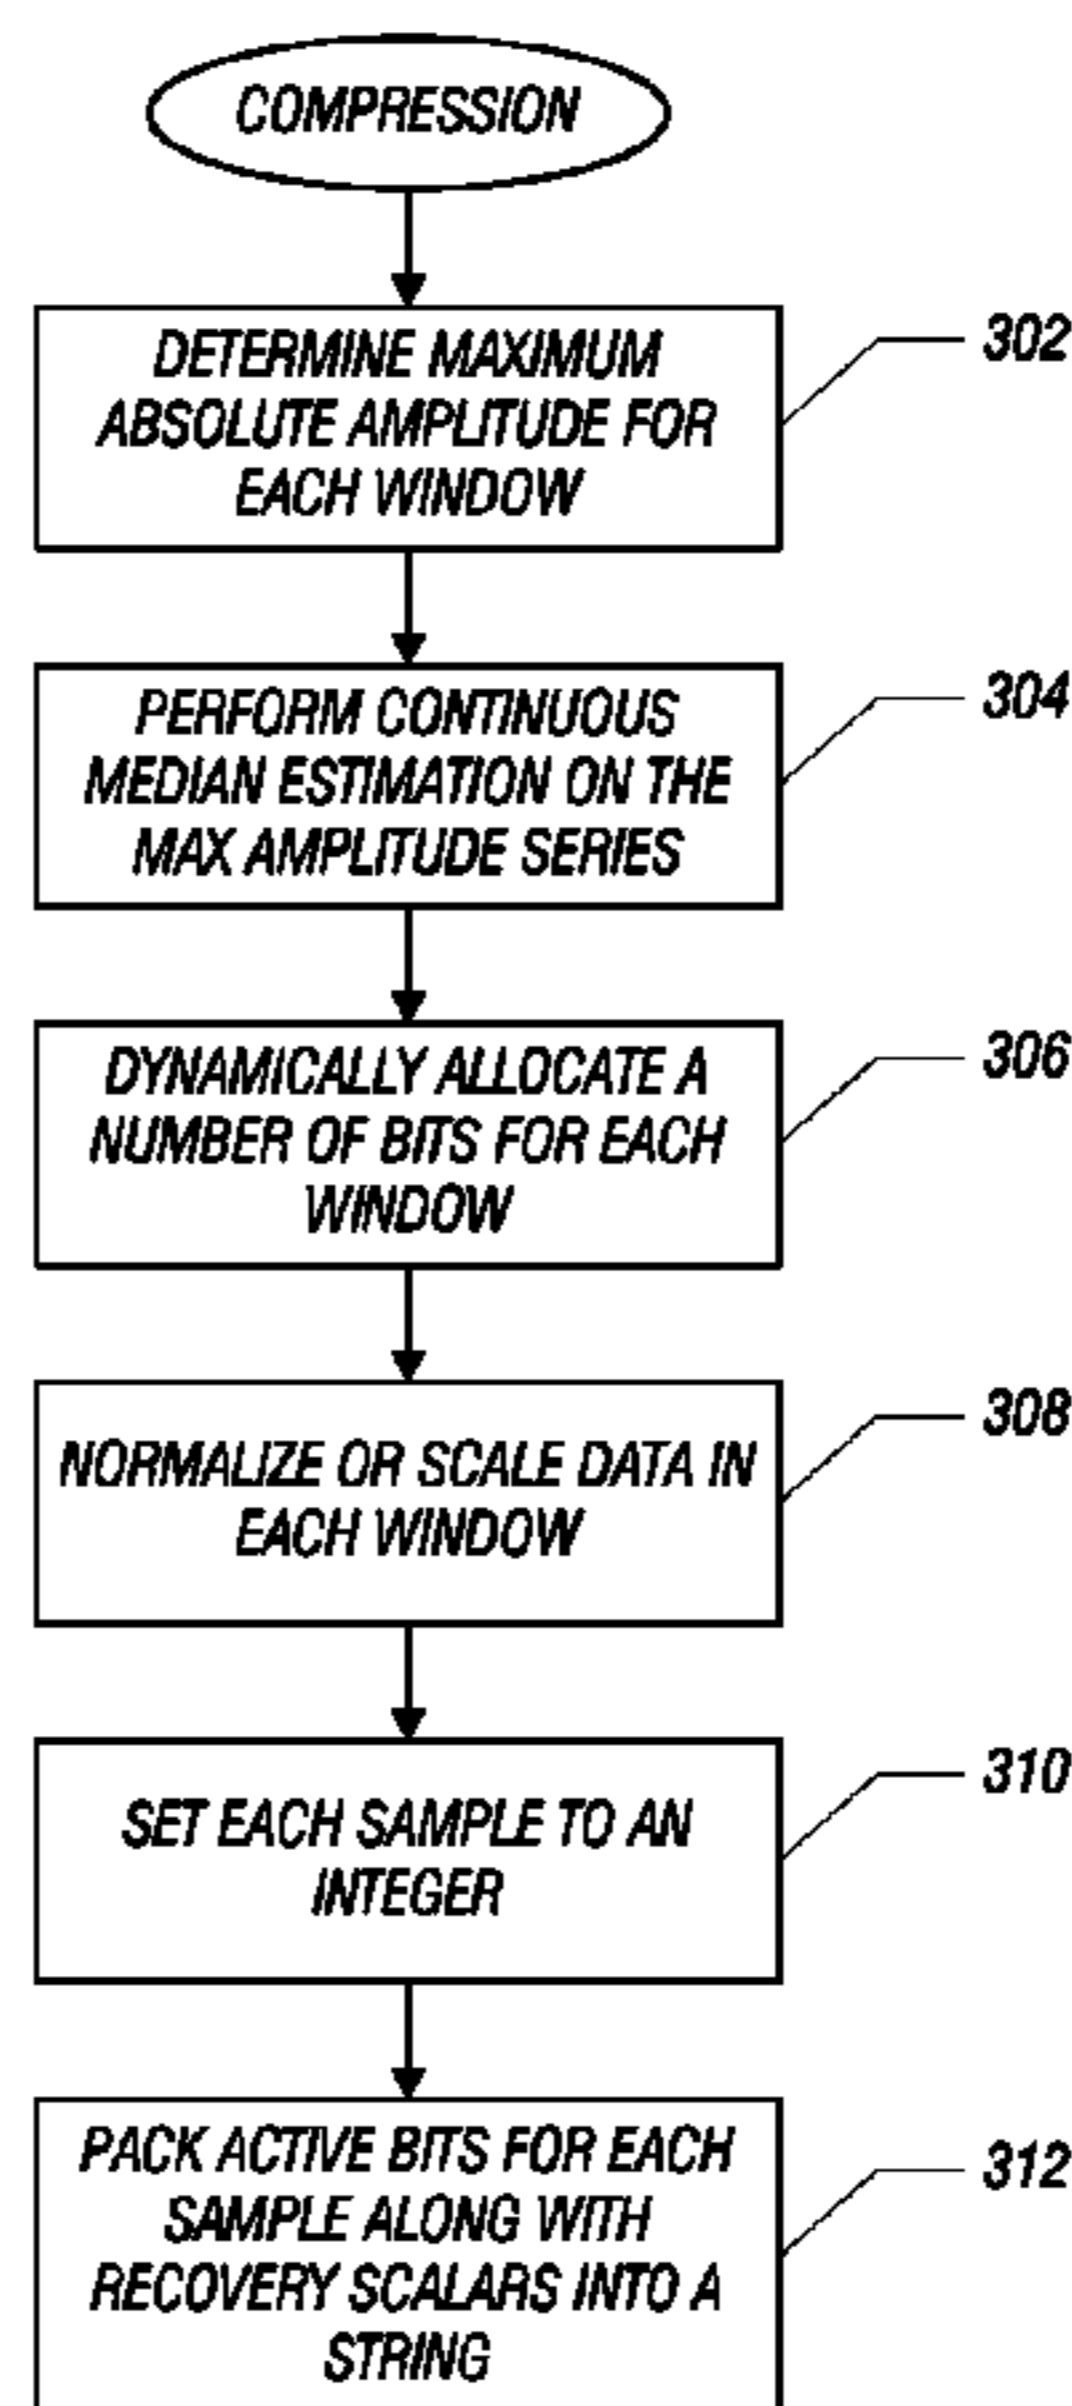 COMPRESSION
DETERMINE MAXIMUM
ABSOLUTE AMPLITUDE FOR
EACH WINDOW
302
PERFORM CONTINUOUS
MEDIAN ESTIMATION ON THE
MAX AMPLITUDE SERIES
304
DYNAMICALLY ALLOCATE A
NUMBER OF BITS FOR EACH
WINDOW
306
NORMALIZE OR SCALE DATA IN
EACH WINDOW
308
SET EACH SAMPLE TO AN
INTEGER
310
PACK ACTIVE BITS FOR EACH
SAMPLE ALONG WITH
RECOVERY SCALARS INTO A
STRING
312